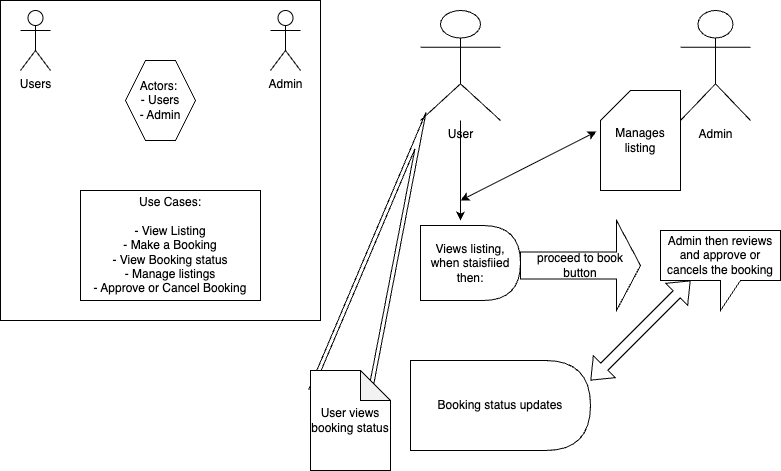 Users
Admin
Actors:
- Users
- Admin
Use Cases:
- View Listing
- Make a Booking
- View Booking status
- Manage listings
- Approve or Cancel Booking
User
Admin
Manages
listing
Views listing,
when staisfiied
then:
proceed to book
button
Admin then reviews
and approve or
cancels the booking
User views
booking status
Booking status updates